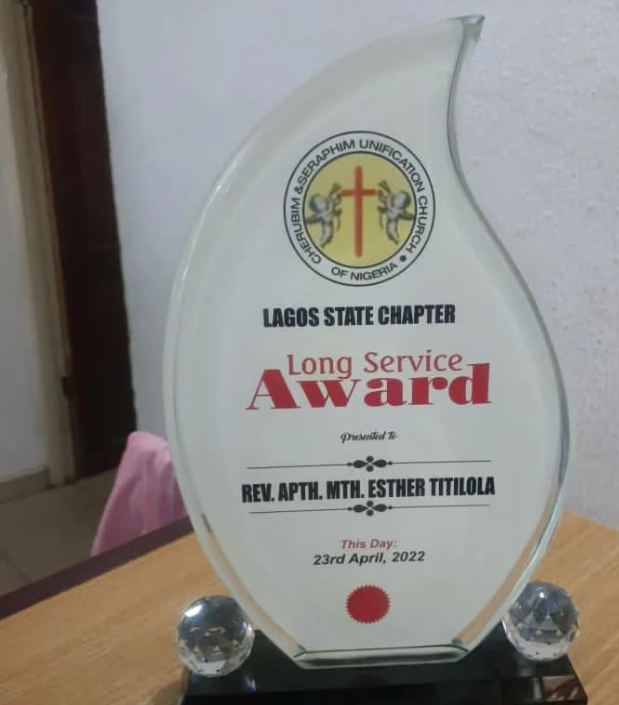 CHERUBIM & SERAPHIM UNIFICATION CHURCH
OF NIGERIA
LAGOS STATE CHAPTER
Long Service
Award
Presented to
REV. APTH. MTH. ESTHER TITILOLA
This Day:
23rd April, 2022